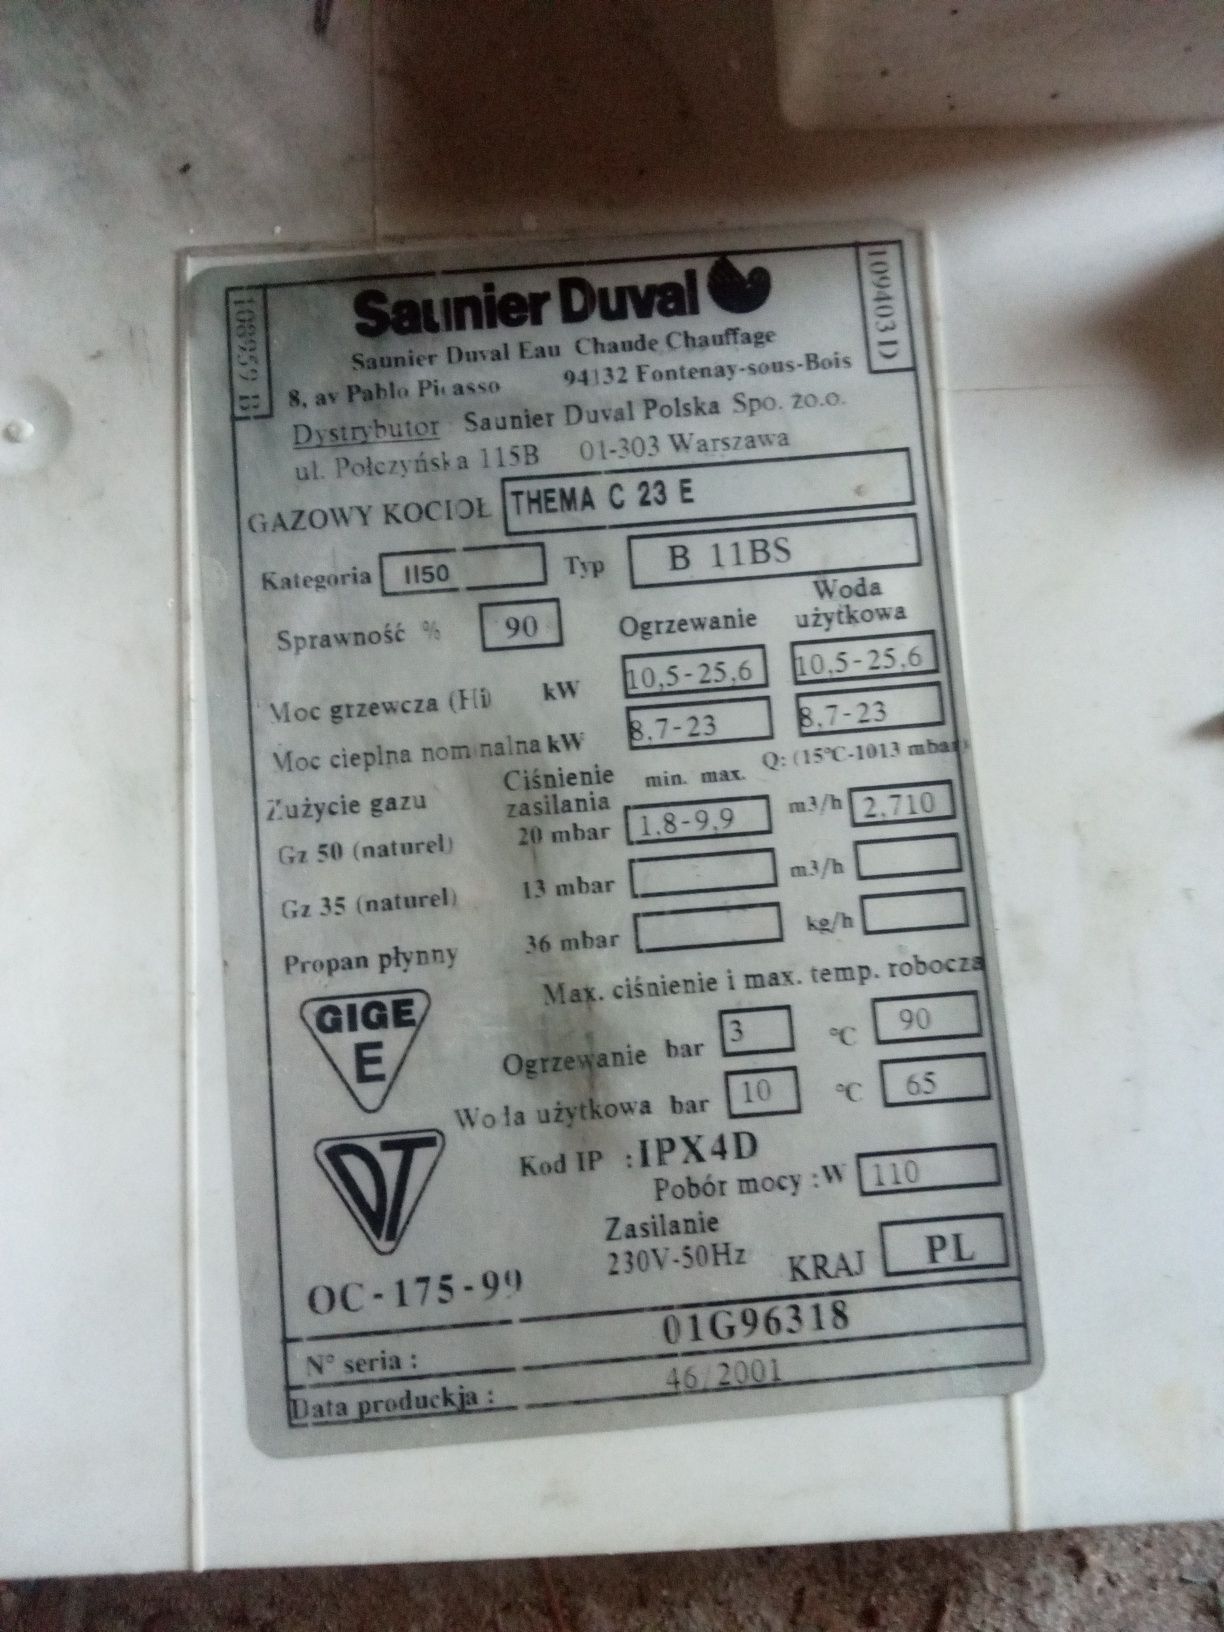 Saunier Duval
109403 D
Saunier Duval Eau Chaude Chauffage
8, av Pablo Picasso 94132 Fontenay-sous-Bois
Dystrybutor : Saunier Duval Polska Spo. zo.o.
ul. Połczyńska 115B 01-303 Warszawa
GAZOWY KOCIOŁ THEMA C 23 E
Kategoria II50 Typ B 11BS
Sprawność % 90 Ogrzewanie Woda użytkowa
Moc grzewcza (Hi) kW 10,5-25,6 10,5-25,6
Moc cieplna nominalna kW 8,7-23 8,7-23
Zużycie gazu Ciśnienie zasilania min. max. Q: (15°C-1013 mbar)
Gz 50 (naturel) 20 mbar 1,8-9,9 m3/h 2,710
Gz 35 (naturel) 13 mbar m3/h
Propan płynny 36 mbar kg/h
GIGE
E
Max. ciśnienie i max. temp. robocza
Ogrzewanie bar 3 °C 90
Woda użytkowa bar 10 °C 65
DT
Kod IP : IPX4D
Pobór mocy : W 110
Zasilanie
230V-50Hz KRAJ PL
OC-175-99
N° seria : 01G96318
Data produckja : 46/2001